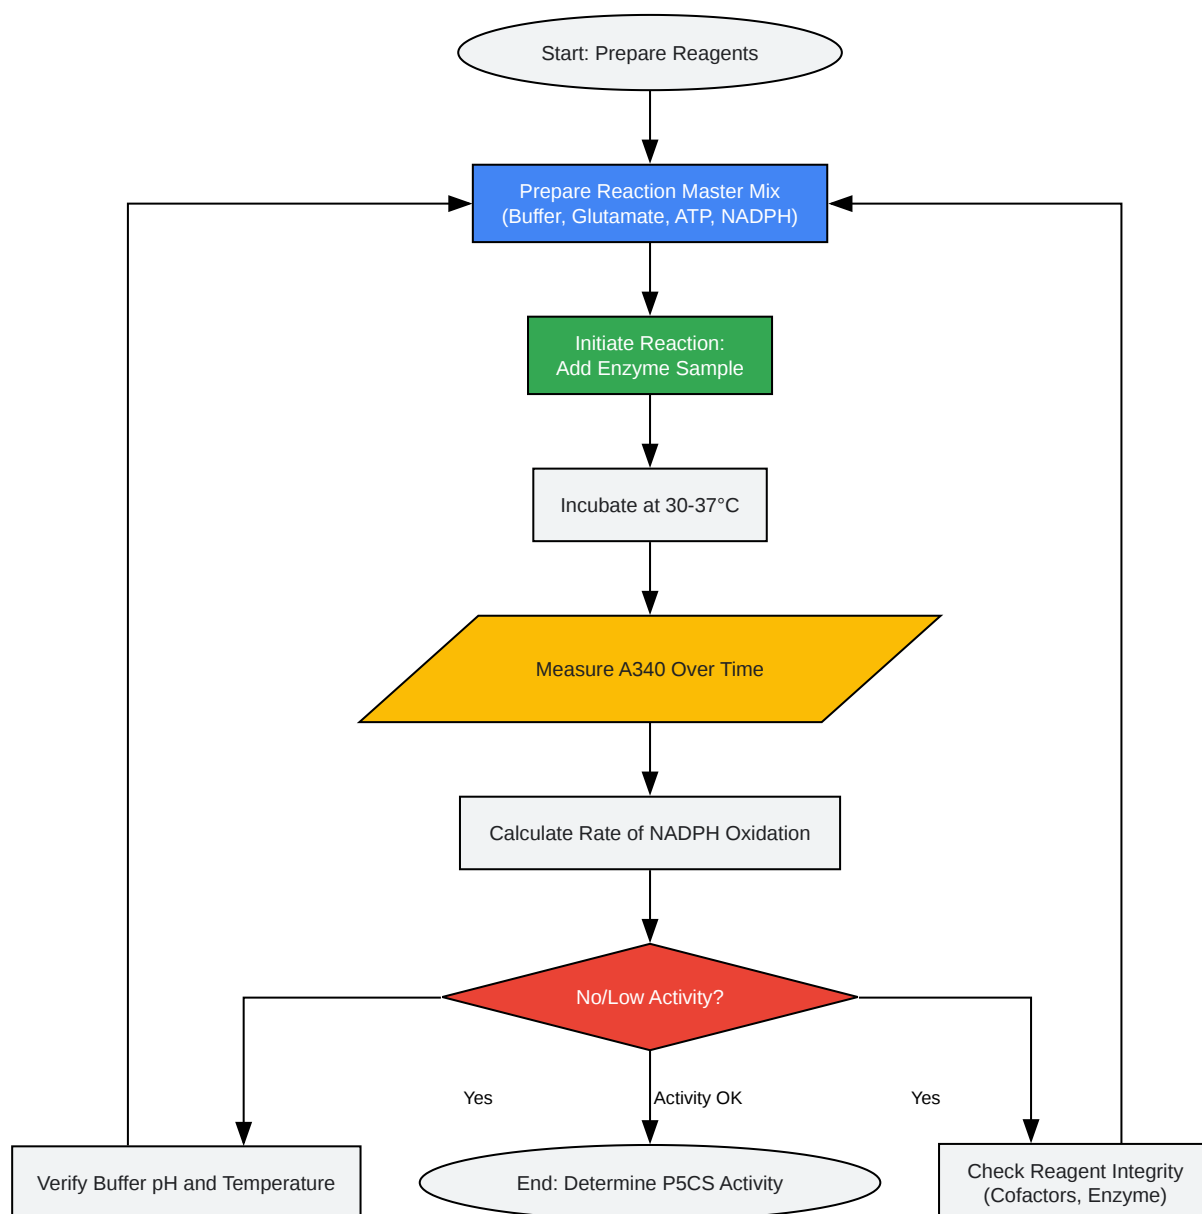 Start: Prepare Reagents
Prepare Reaction Master Mix
(Buffer, Glutamate, ATP, NADPH)
Initiate Reaction:
Add Enzyme Sample
Incubate at 30-37°C
Measure A340 Over Time
Calculate Rate of NADPH Oxidation
No/Low Activity?
Yes
Activity OK
Yes
Verify Buffer pH and Temperature
End: Determine P5CS Activity
Check Reagent Integrity
(Cofactors, Enzyme)